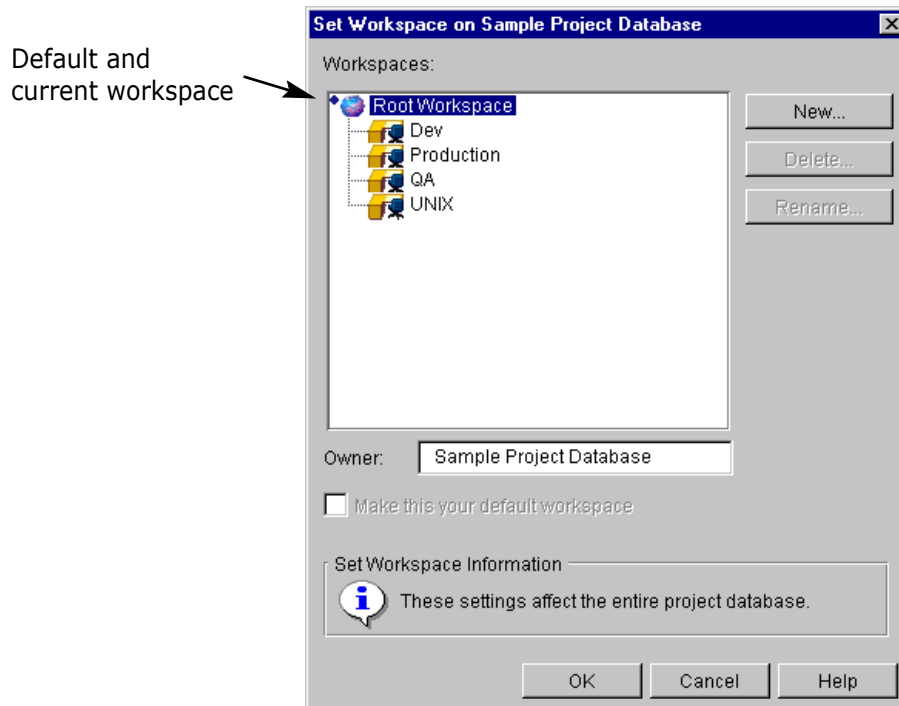 Set Workspace on Sample Project Database
Default and
current workspace
Workspaces:
Root Workspace
Dev
Production
QA
UNIX
New...
Delete...
Rename...
Owner:
Sample Project Database
Make this your default workspace
Set Workspace Information
These settings affect the entire project database.
OK
Cancel
Help